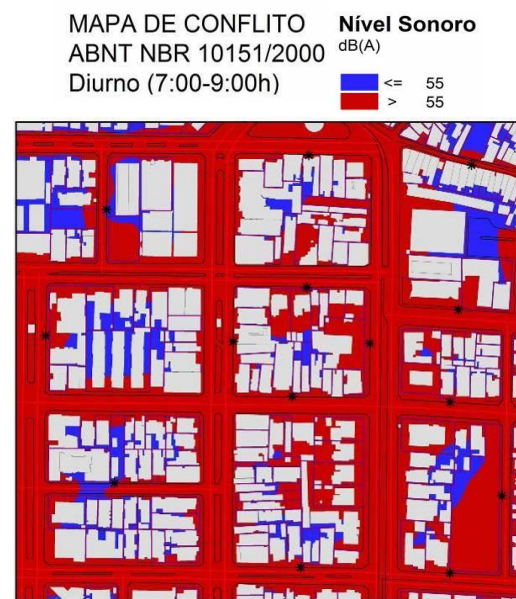 MAPA DE CONFLITO
ABNT NBR 10151/2000
Diurno (7:00-9:00h)
Nível Sonoro
dB(A)
<= 55
> 55